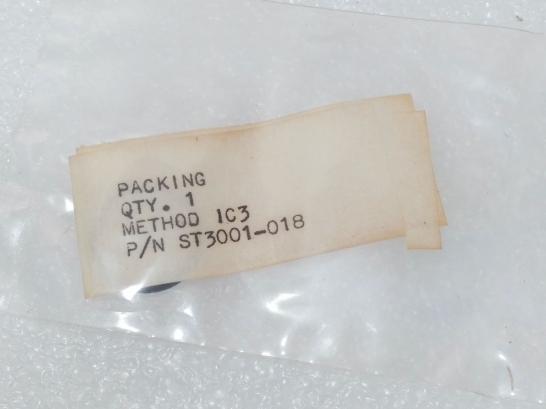 PACKING
QTY. 1
METHOD IC3
P/N ST3001-018